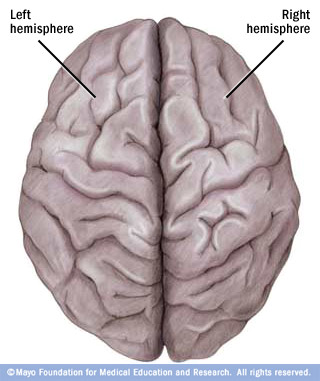 Left
hemisphere
Right
hemisphere
© Mayo Foundation for Medical Education and Research. All rights reserved.